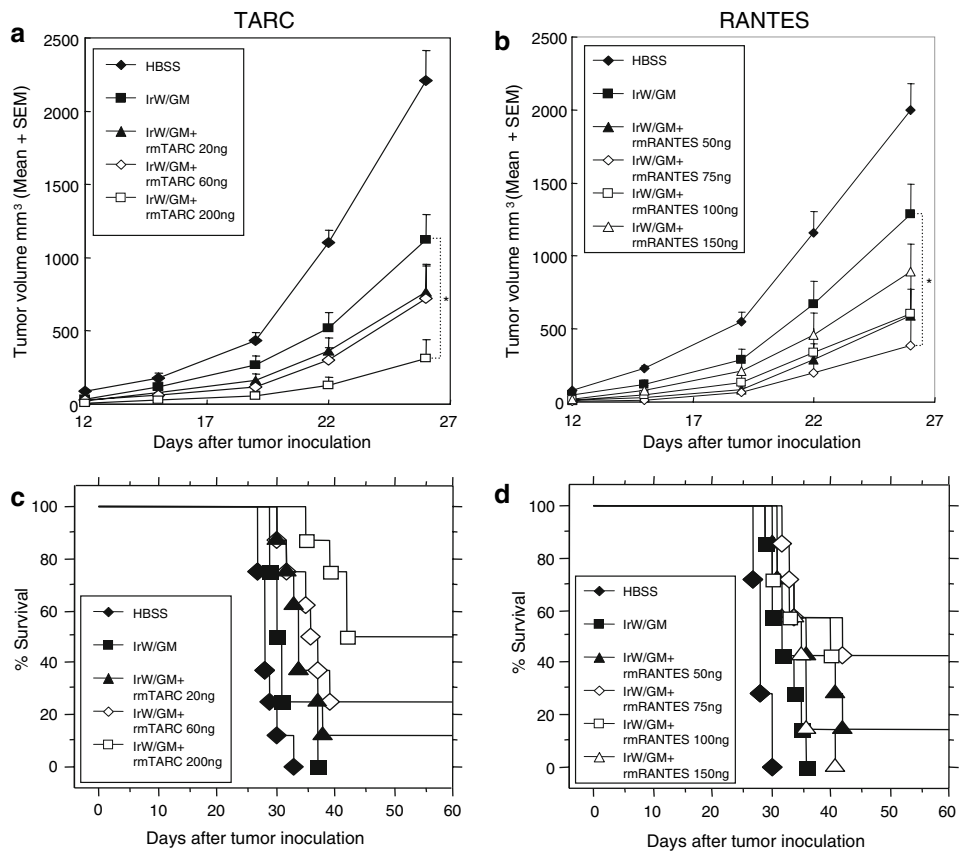 TARC
RANTES
a
2500
2000
1500
1000
500
0
12
17
22
27
Tumor volume mm³ (Mean + SEM)
Days after tumor inoculation
HBSS
IrW/GM
IrW/GM+
rmTARC 20ng
IrW/GM+
rmTARC 60ng
IrW/GM+
rmTARC 200ng
*
b
2500
2000
1500
1000
500
0
12
17
22
27
Tumor volume mm³ (Mean + SEM)
Days after tumor inoculation
HBSS
IrW/GM
IrW/GM+
rmRANTES 50ng
IrW/GM+
rmRANTES 75ng
IrW/GM+
rmRANTES 100ng
IrW/GM+
rmRANTES 150ng
*
c
100
80
60
40
20
0
0
10
20
30
40
50
60
% Survival
Days after tumor inoculation
HBSS
IrW/GM
IrW/GM+
rmTARC 20ng
IrW/GM+
rmTARC 60ng
IrW/GM+
rmTARC 200ng
d
100
80
60
40
20
0
0
10
20
30
40
50
60
% Survival
Days after tumor inoculation
HBSS
IrW/GM
IrW/GM+
rmRANTES 50ng
IrW/GM+
rmRANTES 75ng
IrW/GM+
rmRANTES 100ng
IrW/GM+
rmRANTES 150ng